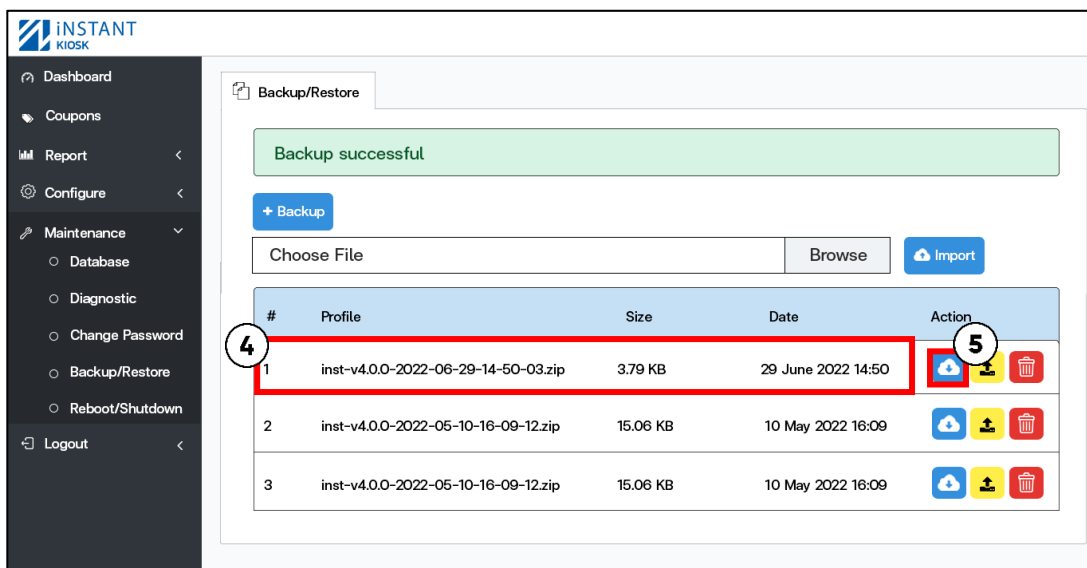 iNSTANT
KIOSK
Dashboard
Coupons
Report
Configure
Maintenance
Database
Diagnostic
Change Password
Backup/Restore
Reboot/Shutdown
Logout
Backup/Restore
Backup successful
+ Backup
Choose File Browse Import
# Profile Size Date Action
4 5
1 inst-v4.0.0-2022-06-29-14-50-03.zip 3.79 KB 29 June 2022 14:50
2 inst-v4.0.0-2022-05-10-16-09-12.zip 15.06 KB 10 May 2022 16:09
3 inst-v4.0.0-2022-05-10-16-09-12.zip 15.06 KB 10 May 2022 16:09